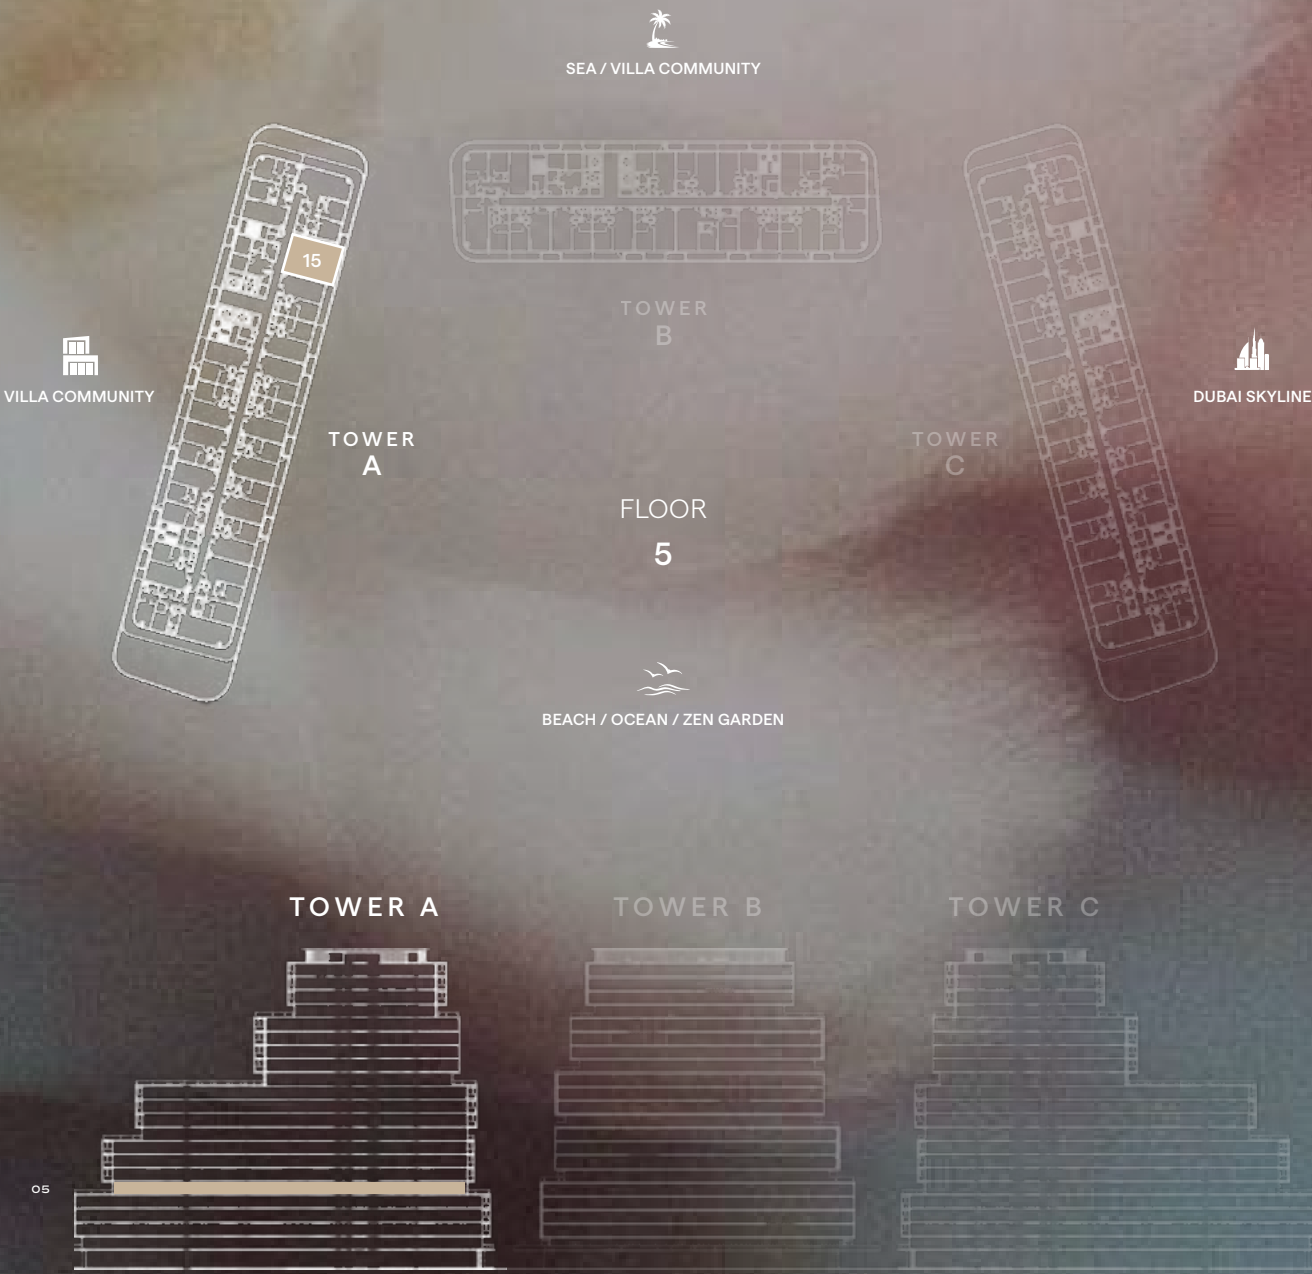 SEA / VILLA COMMUNITY
15
TOWER
B
VILLA COMMUNITY
DUBAI SKYLINE
TOWER
A
TOWER
C
FLOOR
5
BEACH / OCEAN / ZEN GARDEN
TOWER A
TOWER B
TOWER C
05